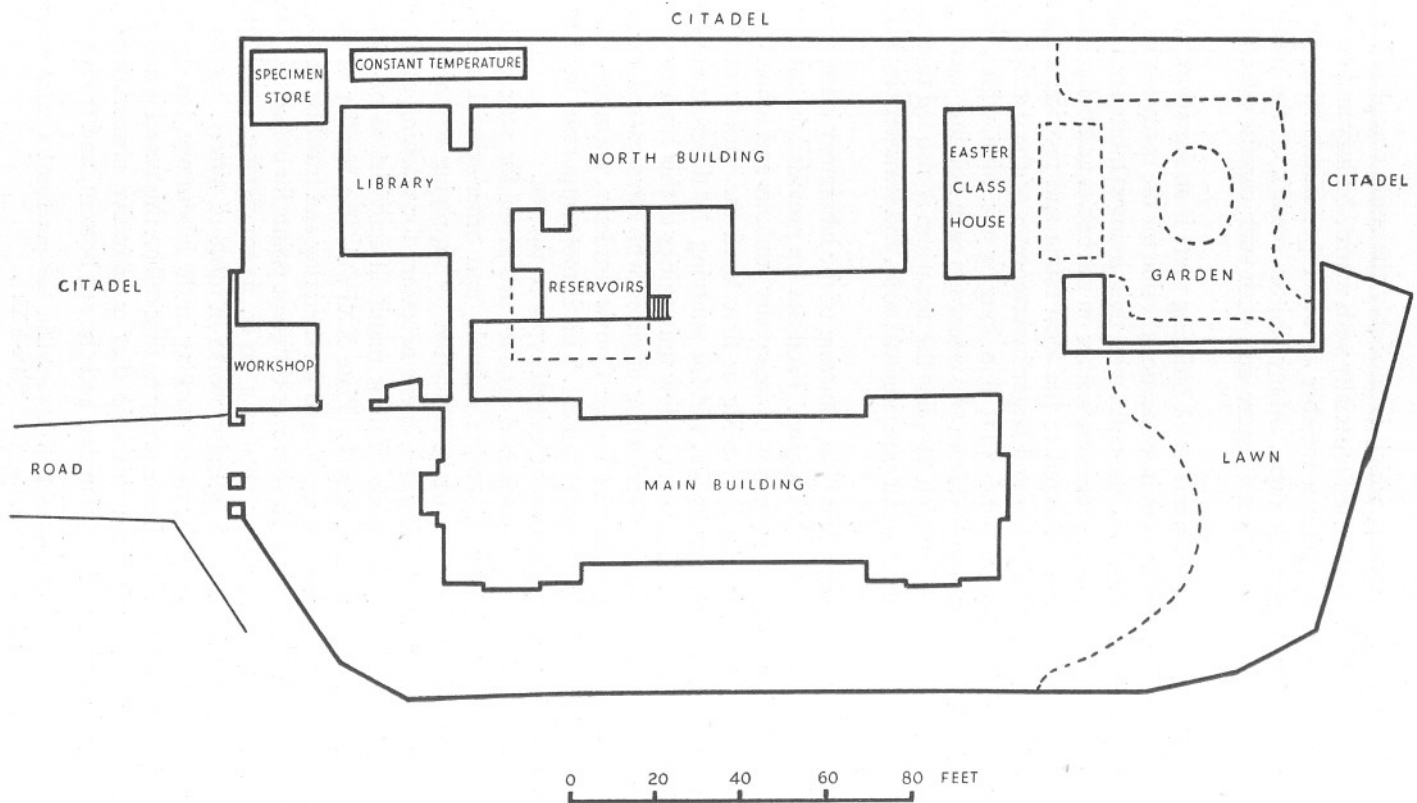 CITADEL
SPECIMEN
STORE
CONSTANT TEMPERATURE
NORTH BUILDING
LIBRARY
EASTER
CLASS
HOUSE
CITADEL
GARDEN
CITADEL
RESERVOIRS
WORKSHOP
ROAD
MAIN BUILDING
LAWN
0 20 40 60 80 FEET